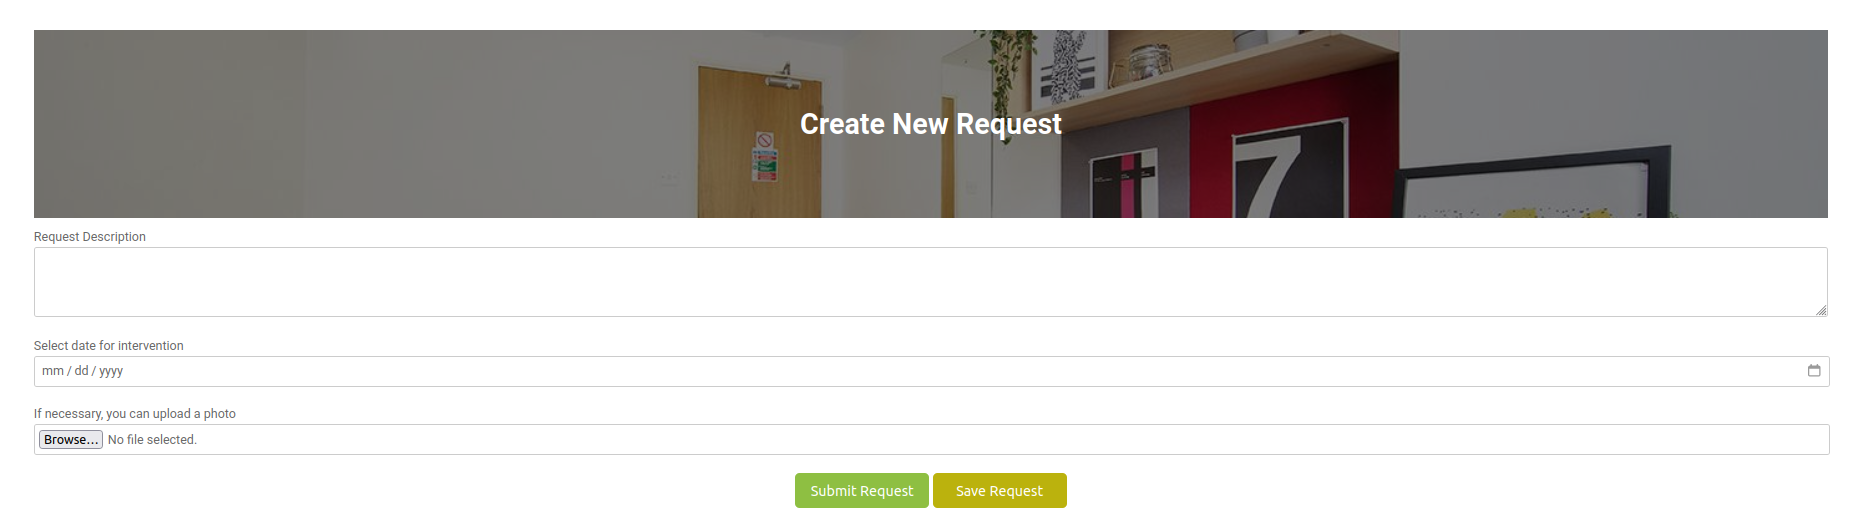 Create New Request
7
Request Description
Select date for intervention
mm / dd / yyyy
If necessary, you can upload a photo
Browse... No file selected.
Submit Request Save Request